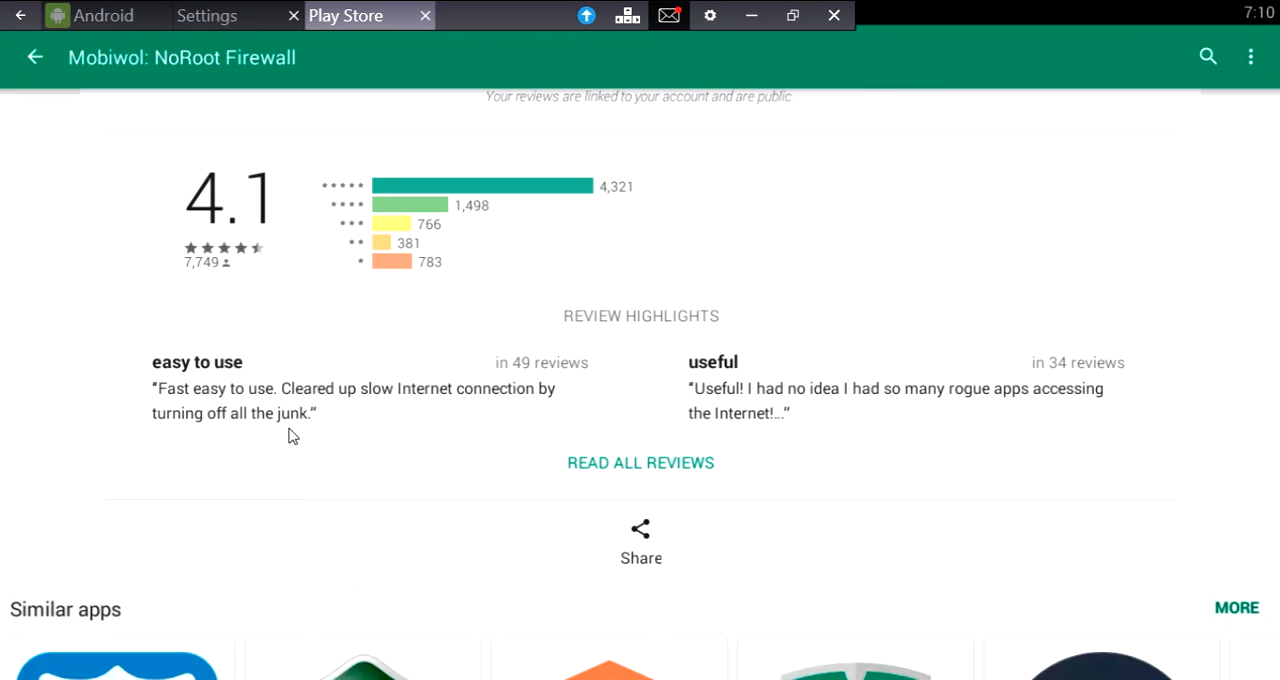 Android
Settings
Play Store
7:10
Mobiwol: NoRoot Firewall
Your reviews are linked to your account and are public.
4.1
4,321
1,498
766
381
783
7,749
REVIEW HIGHLIGHTS
easy to use
in 49 reviews
“Fast easy to use. Cleared up slow Internet connection by
turning off all the junk.”
useful
in 34 reviews
“Useful! I had no idea I had so many rogue apps accessing
the Internet!...”
READ ALL REVIEWS
Share
Similar apps
MORE